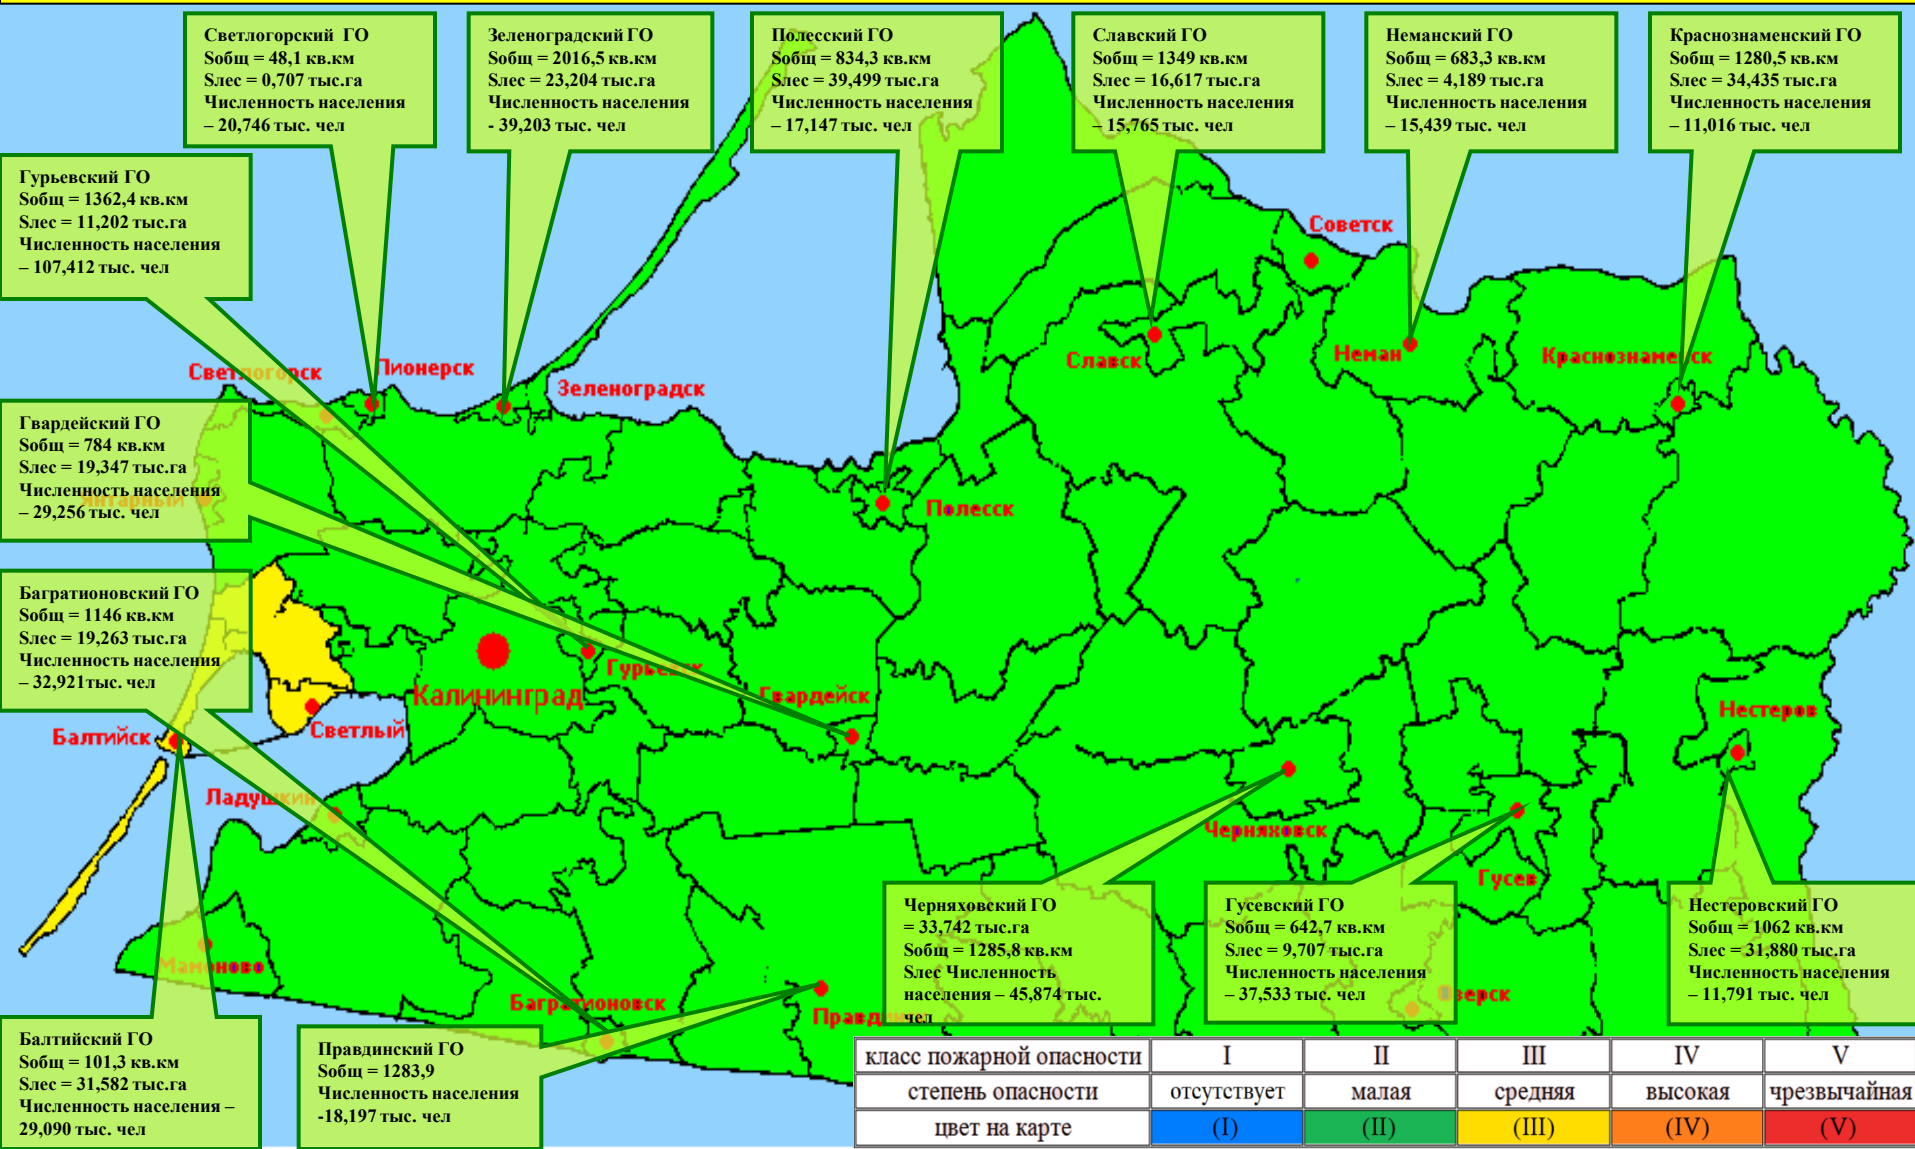 Светлогорский ГО
Sобщ = 48,1 кв.км
Sлес = 0,707 тыс.га
Численность населения
– 20,746 тыс. чел
Зеленоградский ГО
Sобщ = 2016,5 кв.км
Sлес = 23,204 тыс.га
Численность населения
- 39,203 тыс. чел
Полесский ГО
Sобщ = 834,3 кв.км
Sлес = 39,499 тыс.га
Численность населения
– 17,147 тыс. чел
Славский ГО
Sобщ = 1349 кв.км
Sлес = 16,617 тыс.га
Численность населения
– 15,765 тыс. чел
Неманский ГО
Sобщ = 683,3 кв.км
Sлес = 4,189 тыс.га
Численность населения
– 15,439 тыс. чел
Краснознаменский ГО
Sобщ = 1280,5 кв.км
Sлес = 34,435 тыс.га
Численность населения
– 11,016 тыс. чел
Гурьевский ГО
Sобщ = 1362,4 кв.км
Sлес = 11,202 тыс.га
Численность населения
– 107,412 тыс. чел
Советск
Славск
Неман
Краснознаменск
Светлогорск
Пионерск
Зеленоградск
Гвардейский ГО
Sобщ = 784 кв.км
Sлес = 19,347 тыс.га
Численность населения
– 29,256 тыс. чел
Янтарный
Полесск
Багратионовский ГО
Sобщ = 1146 кв.км
Sлес = 19,263 тыс.га
Численность населения
– 32,921тыс. чел
Гурьевск
Калининград
Гвардейск
Нестеров
Светлый
Балтийск
Ладушкин
Черняховск
Гусев
Мамоново
Багратионовск
Правдинск
Озерск
Черняховский ГО
= 33,742 тыс.га
Sобщ = 1285,8 кв.км
Sлес Численность
населения – 45,874 тыс.
чел
Гусевский ГО
Sобщ = 642,7 кв.км
Sлес = 9,707 тыс.га
Численность населения
– 37,533 тыс. чел
Нестеровский ГО
Sобщ = 1062 кв.км
Sлес = 31,880 тыс.га
Численность населения
– 11,791 тыс. чел
Балтийский ГО
Sобщ = 101,3 кв.км
Sлес = 31,582 тыс.га
Численность населения –
29,090 тыс. чел
Правдинский ГО
Sобщ = 1283,9
Численность населения
-18,197 тыс. чел
класс пожарной опасности I II III IV V
степень опасности отсутствует малая средняя высокая чрезвычайная
цвет на карте (I) (II) (III) (IV) (V)